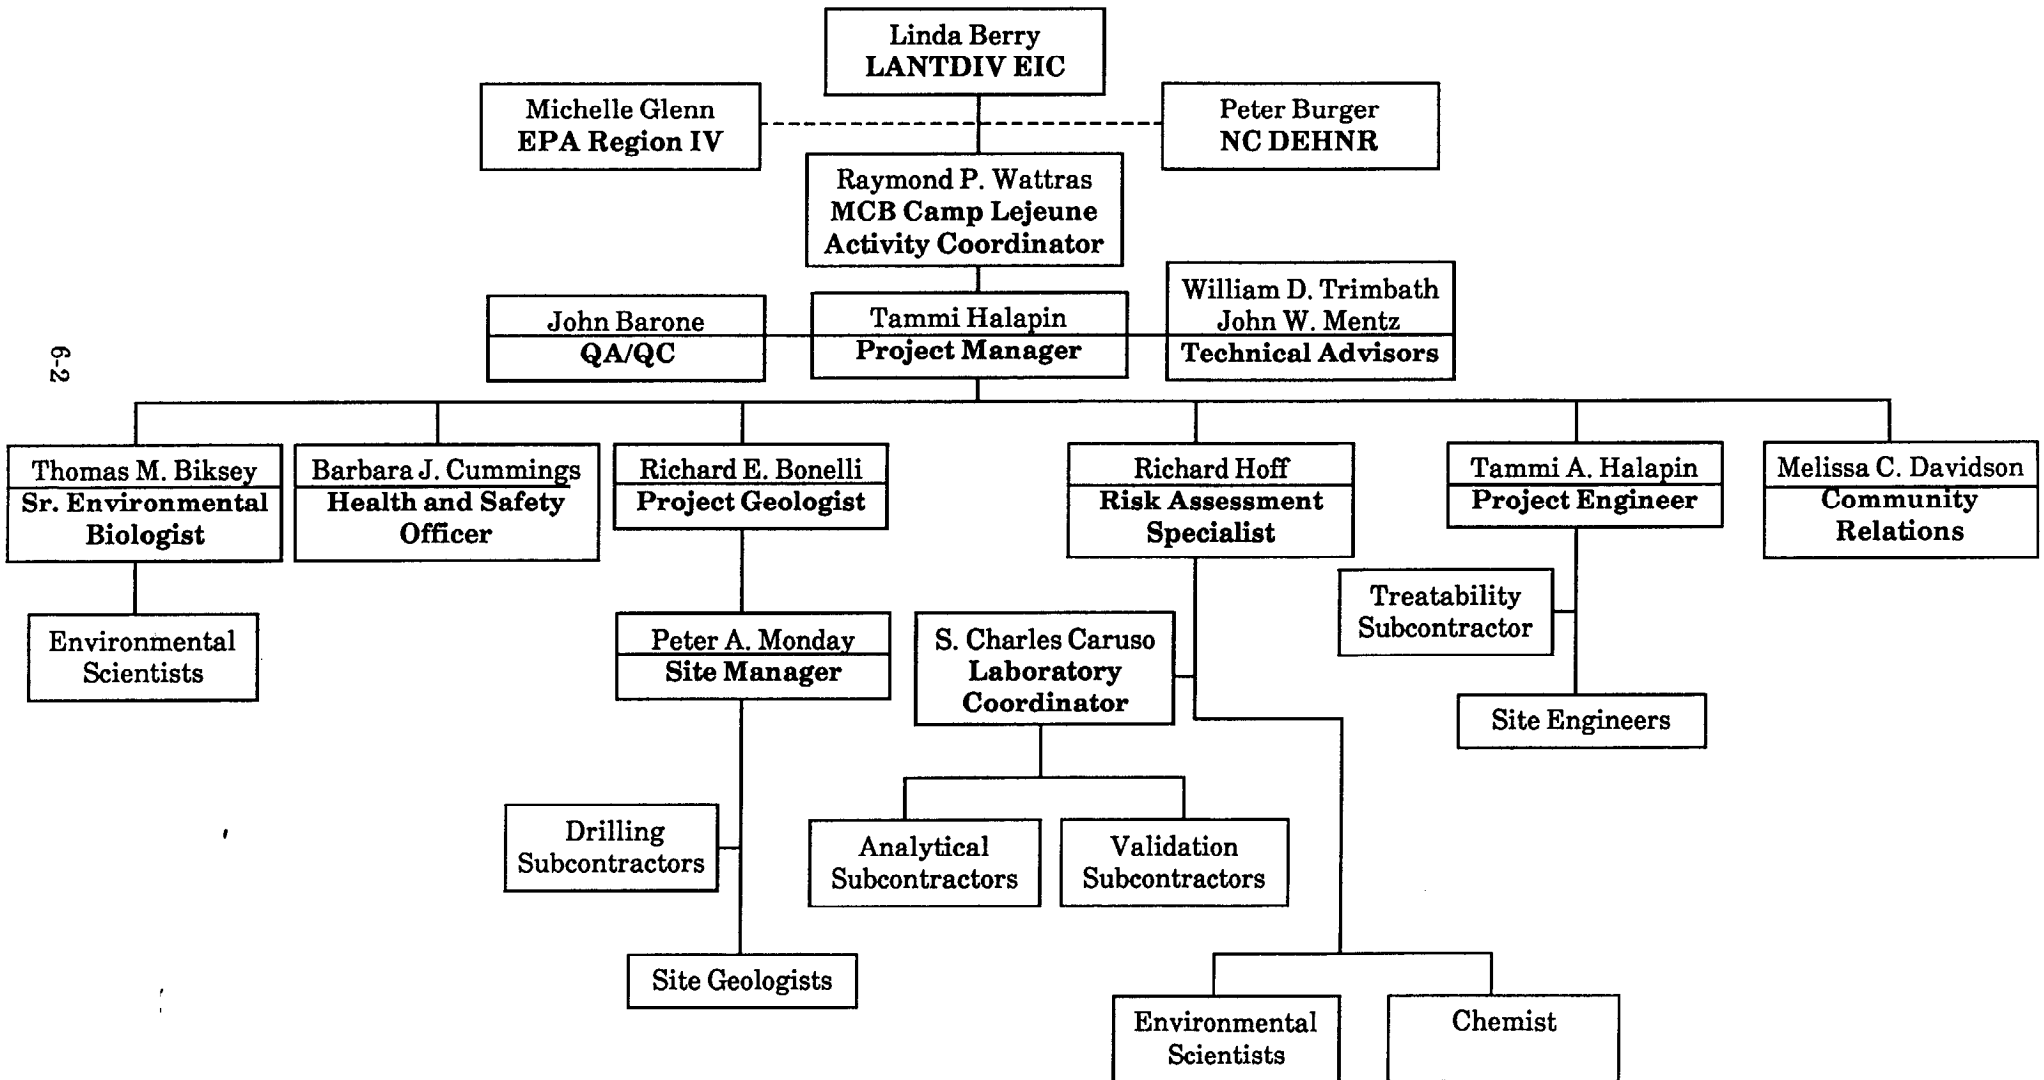 Linda Berry
LANTDIV EIC
Michelle Glenn
EPA Region IV
Peter Burger
NC DEHNR
Raymond P. Wattras
MCB Camp Lejeune
Activity Coordinator
John Barone
QA/QC
Tammi Halapin
Project Manager
William D. Trimbath
John W. Mentz
Technical Advisors
6-2
Thomas M. Biksey
Sr. Environmental
Biologist
Barbara J. Cummings
Health and Safety
Officer
Richard E. Bonelli
Project Geologist
Richard Hoff
Risk Assessment
Specialist
Tammi A. Halapin
Project Engineer
Melissa C. Davidson
Community
Relations
Environmental
Scientists
Peter A. Monday
Site Manager
S. Charles Caruso
Laboratory
Coordinator
Treatability
Subcontractor
Site Engineers
Drilling
Subcontractors
Analytical
Subcontractors
Validation
Subcontractors
Site Geologists
Environmental
Scientists
Chemist